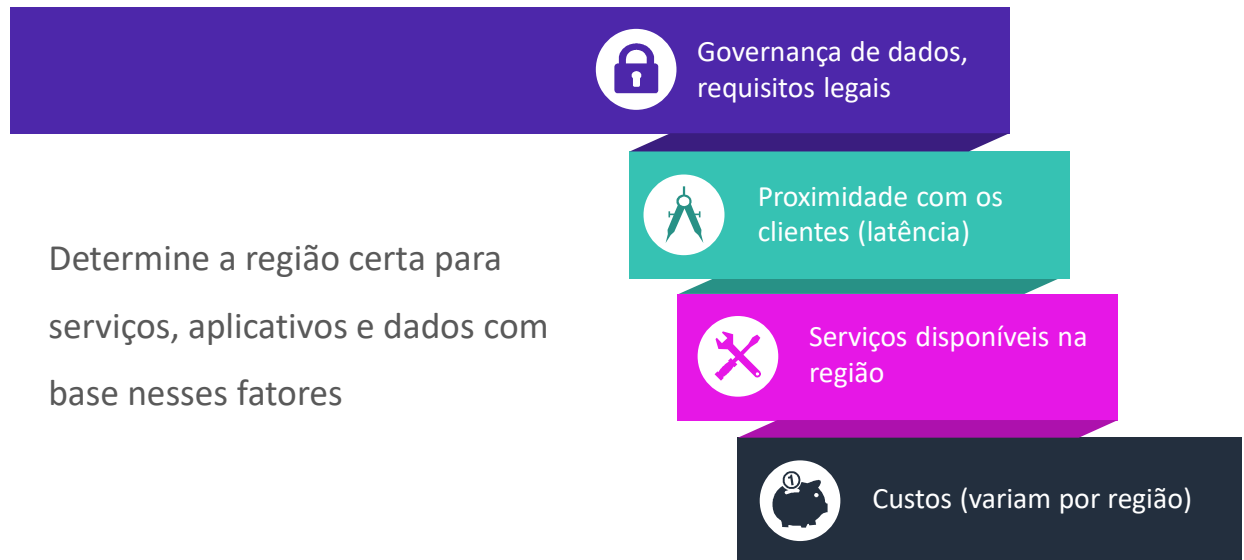 Governança de dados,
requisitos legais
Proximidade com os
clientes (latência)
Determine a região certa para
serviços, aplicativos e dados com
base nesses fatores
Serviços disponíveis na
região
1
Custos (variam por região)